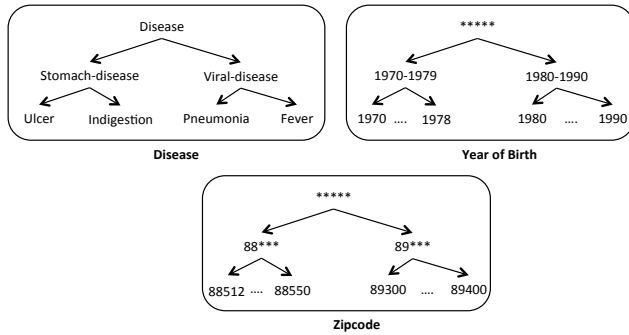 Disease
Stomach-disease Viral-disease
Ulcer Indigestion Pneumonia Fever
Disease
*****
1970-1979 1980-1990
1970 .... 1978 1980 .... 1990
Year of Birth
*****
88*** 89***
88512 .... 88550 89300 .... 89400
Zipcode